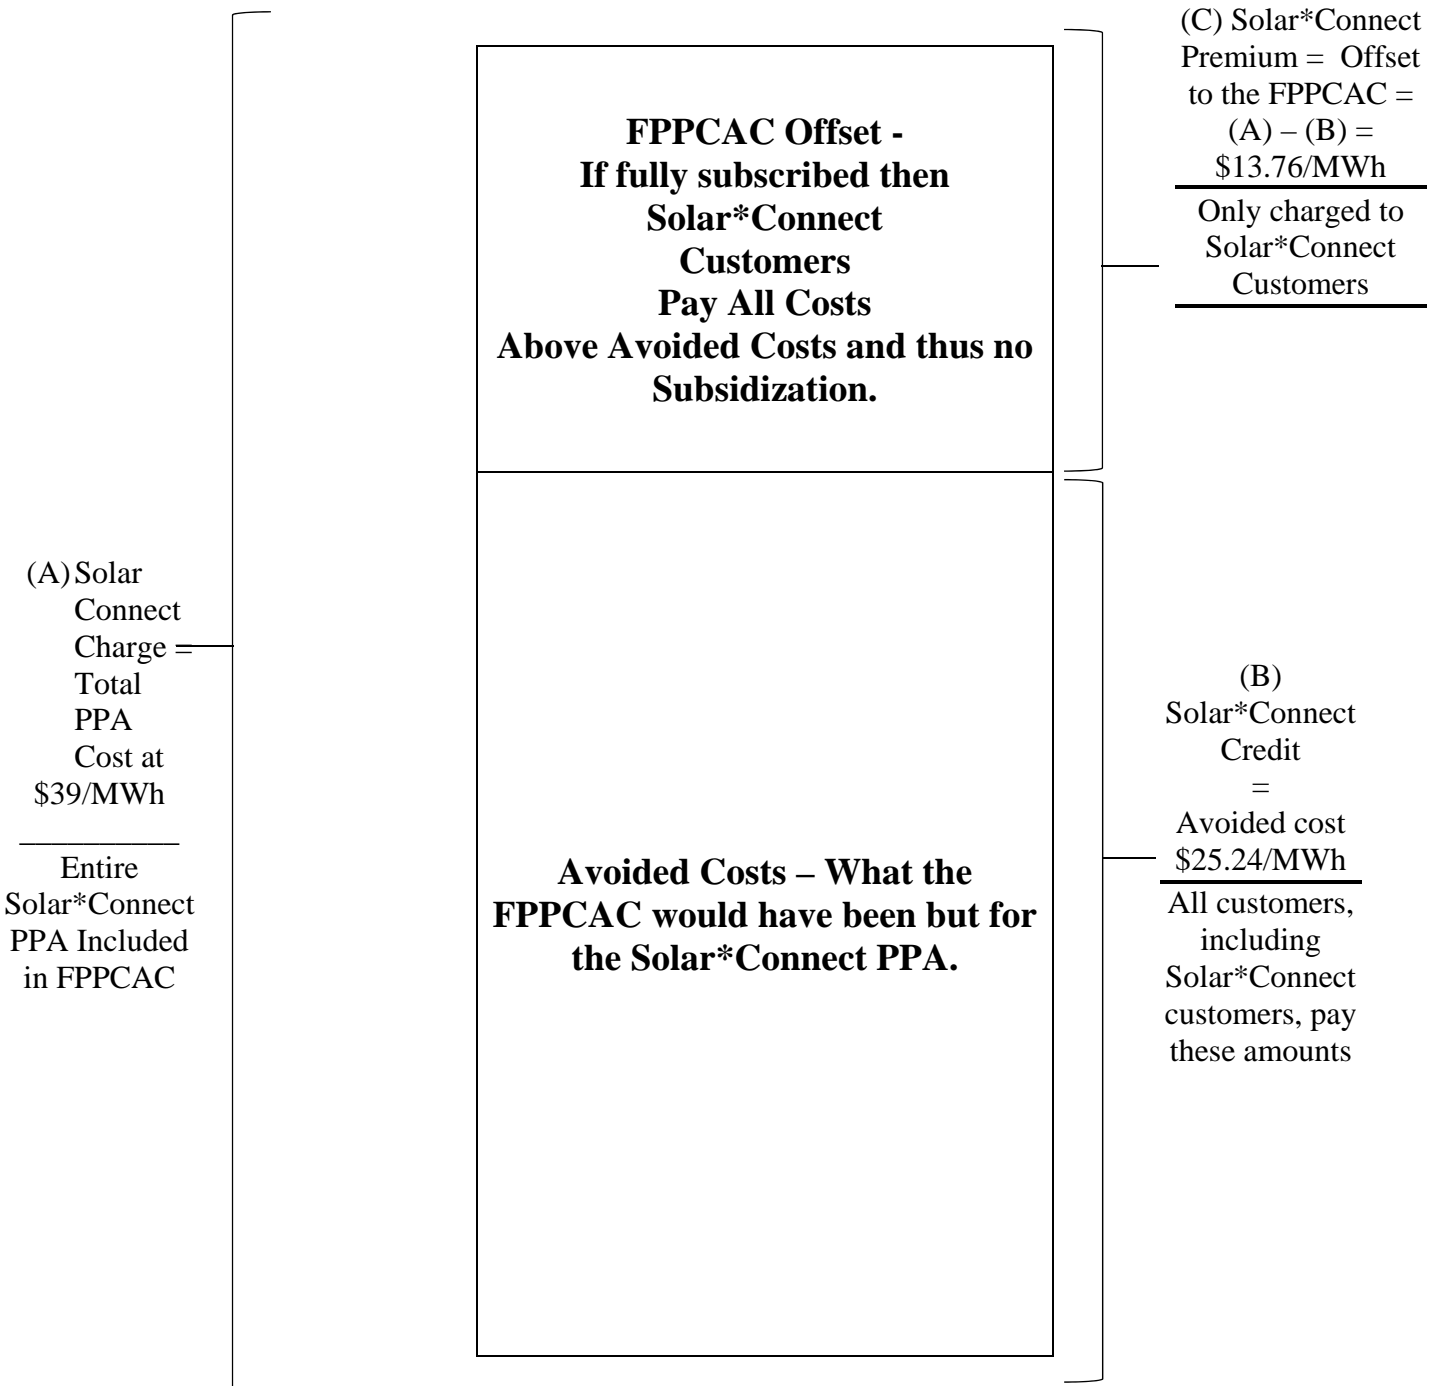 (A) Solar
Connect
Charge =
Total
PPA
Cost at
$39/MWh
__________
Entire
Solar*Connect
PPA Included
in FPPCAC
FPPCAC Offset -
If fully subscribed then
Solar*Connect
Customers
Pay All Costs
Above Avoided Costs and thus no
Subsidization.
Avoided Costs – What the
FPPCAC would have been but for
the Solar*Connect PPA.
(C) Solar*Connect
Premium = Offset
to the FPPCAC =
(A) – (B) =
$13.76/MWh
Only charged to
Solar*Connect
Customers
(B)
Solar*Connect
Credit
=
Avoided cost
$25.24/MWh
All customers,
including
Solar*Connect
customers, pay
these amounts